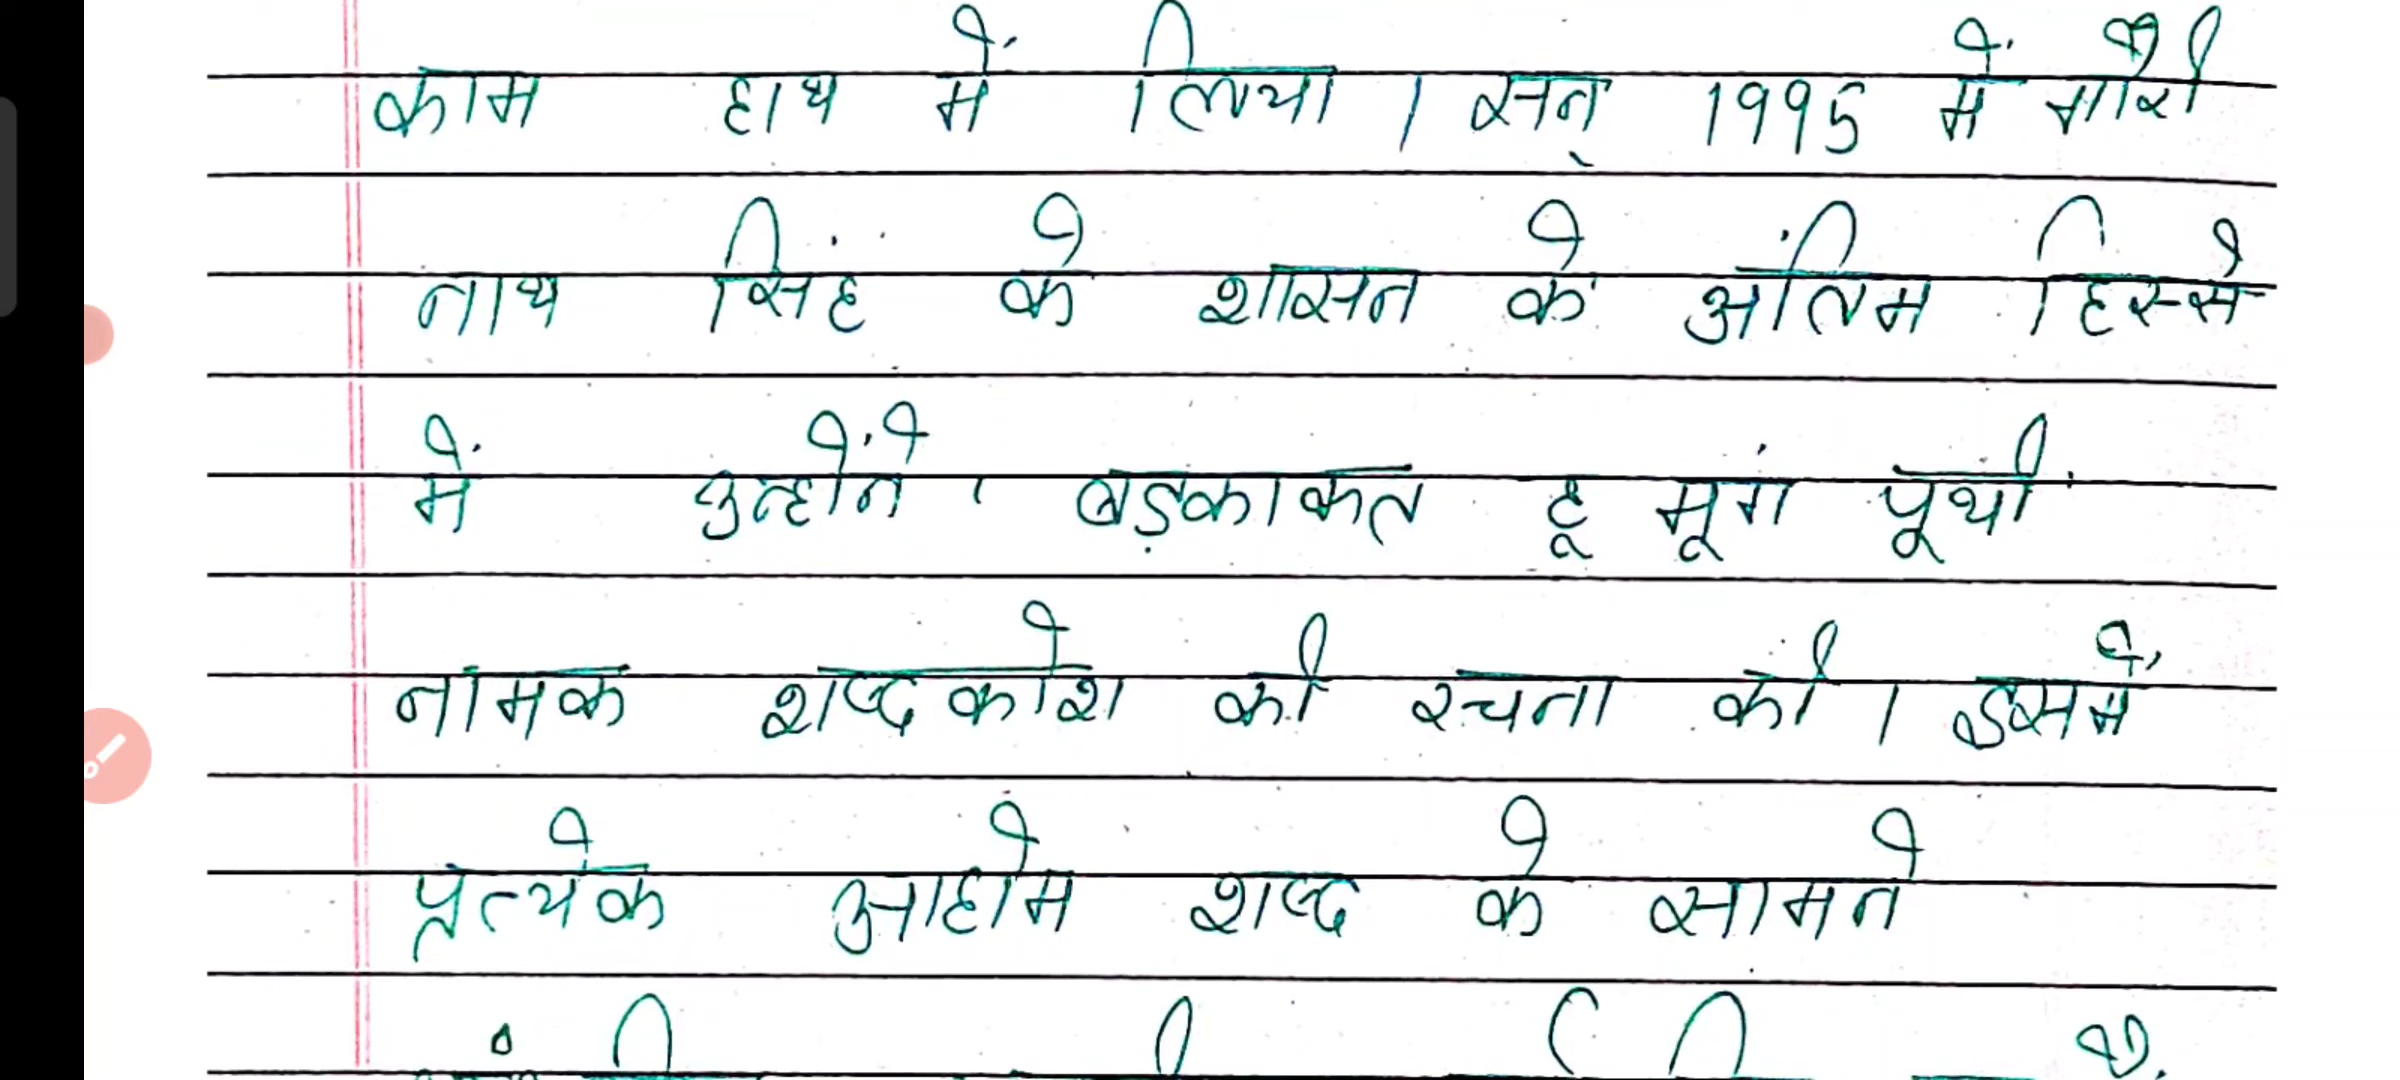 काम हाथ में लिया । सन् 1995 में गौरी
नाथ सिंह के शासन के अंतिम हिस्से
में उन्होंने ' बड़काकत हू मूंग पूथी '
नामक शब्दकोश की रचना की । इसमें
प्रत्येक आहोम शब्द के सामने